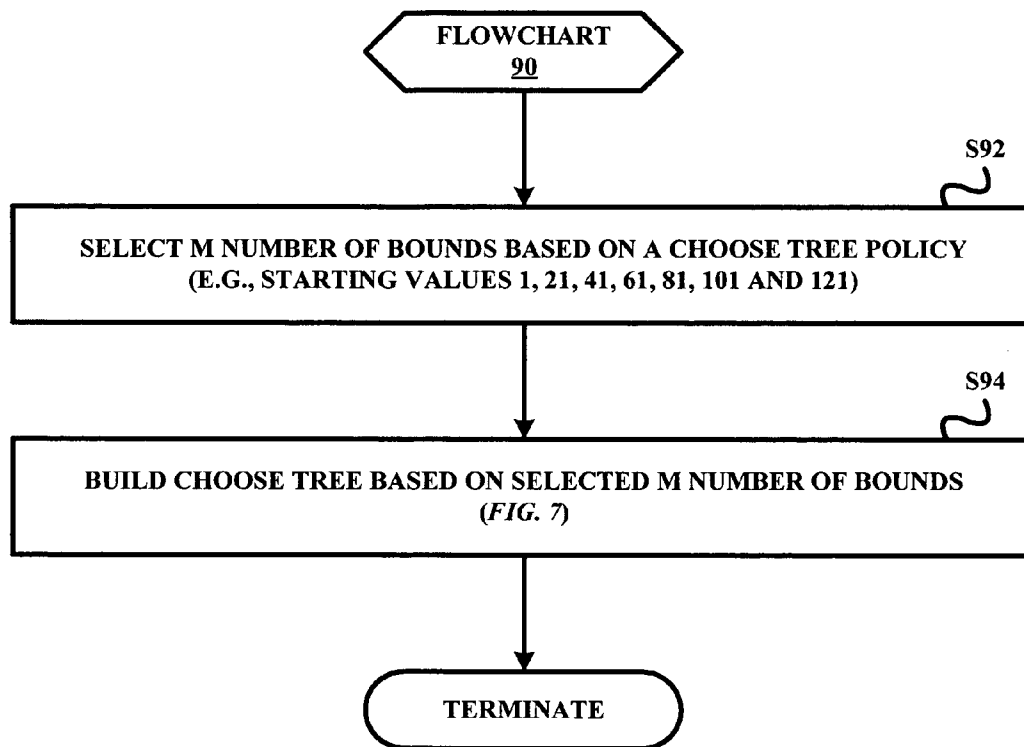 FLOWCHART
90
S92
SELECT M NUMBER OF BOUNDS BASED ON A CHOOSE TREE POLICY
(E.G., STARTING VALUES 1, 21, 41, 61, 81, 101 AND 121)
S94
BUILD CHOOSE TREE BASED ON SELECTED M NUMBER OF BOUNDS
(FIG. 7)
TERMINATE